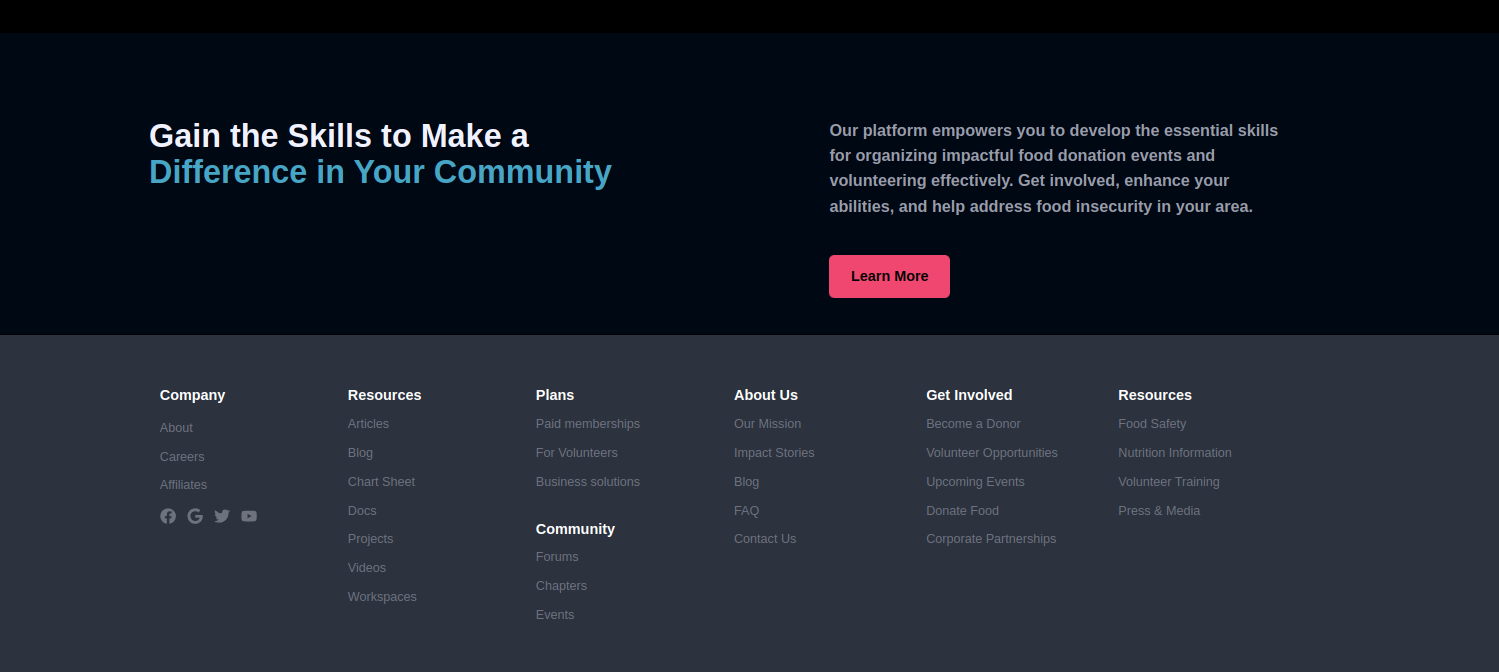 Gain the Skills to Make a
Difference in Your Community
Our platform empowers you to develop the essential skills
for organizing impactful food donation events and
volunteering effectively. Get involved, enhance your
abilities, and help address food insecurity in your area.
Learn More
Company
About
Careers
Affiliates
Resources
Articles
Blog
Chart Sheet
Docs
Projects
Videos
Workspaces
Plans
Paid memberships
For Volunteers
Business solutions
Community
Forums
Chapters
Events
About Us
Our Mission
Impact Stories
Blog
FAQ
Contact Us
Get Involved
Become a Donor
Volunteer Opportunities
Upcoming Events
Donate Food
Corporate Partnerships
Resources
Food Safety
Nutrition Information
Volunteer Training
Press & Media